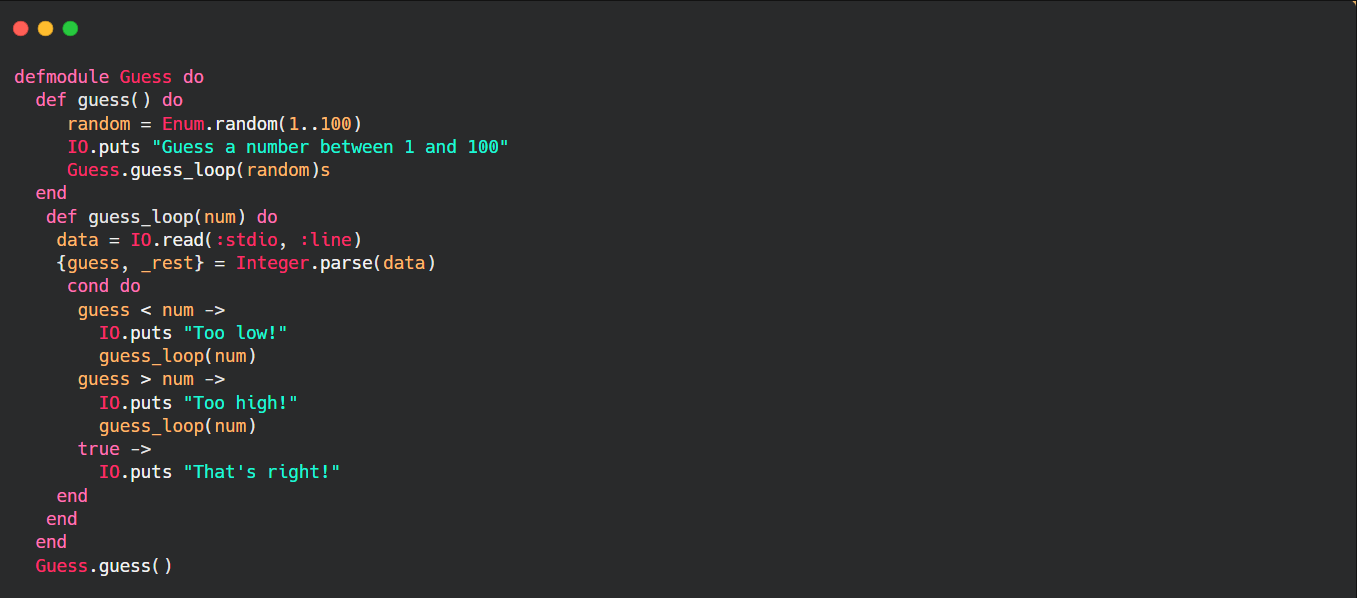 defmodule Guess do
  def guess() do
     random = Enum.random(1..100)
     IO.puts "Guess a number between 1 and 100"
     Guess.guess_loop(random)s
  end
   def guess_loop(num) do
    data = IO.read(:stdio, :line)
    {guess, _rest} = Integer.parse(data)
     cond do
      guess < num ->
        IO.puts "Too low!"
        guess_loop(num)
      guess > num ->
        IO.puts "Too high!"
        guess_loop(num)
      true ->
        IO.puts "That's right!"
    end
   end
  end
  Guess.guess()